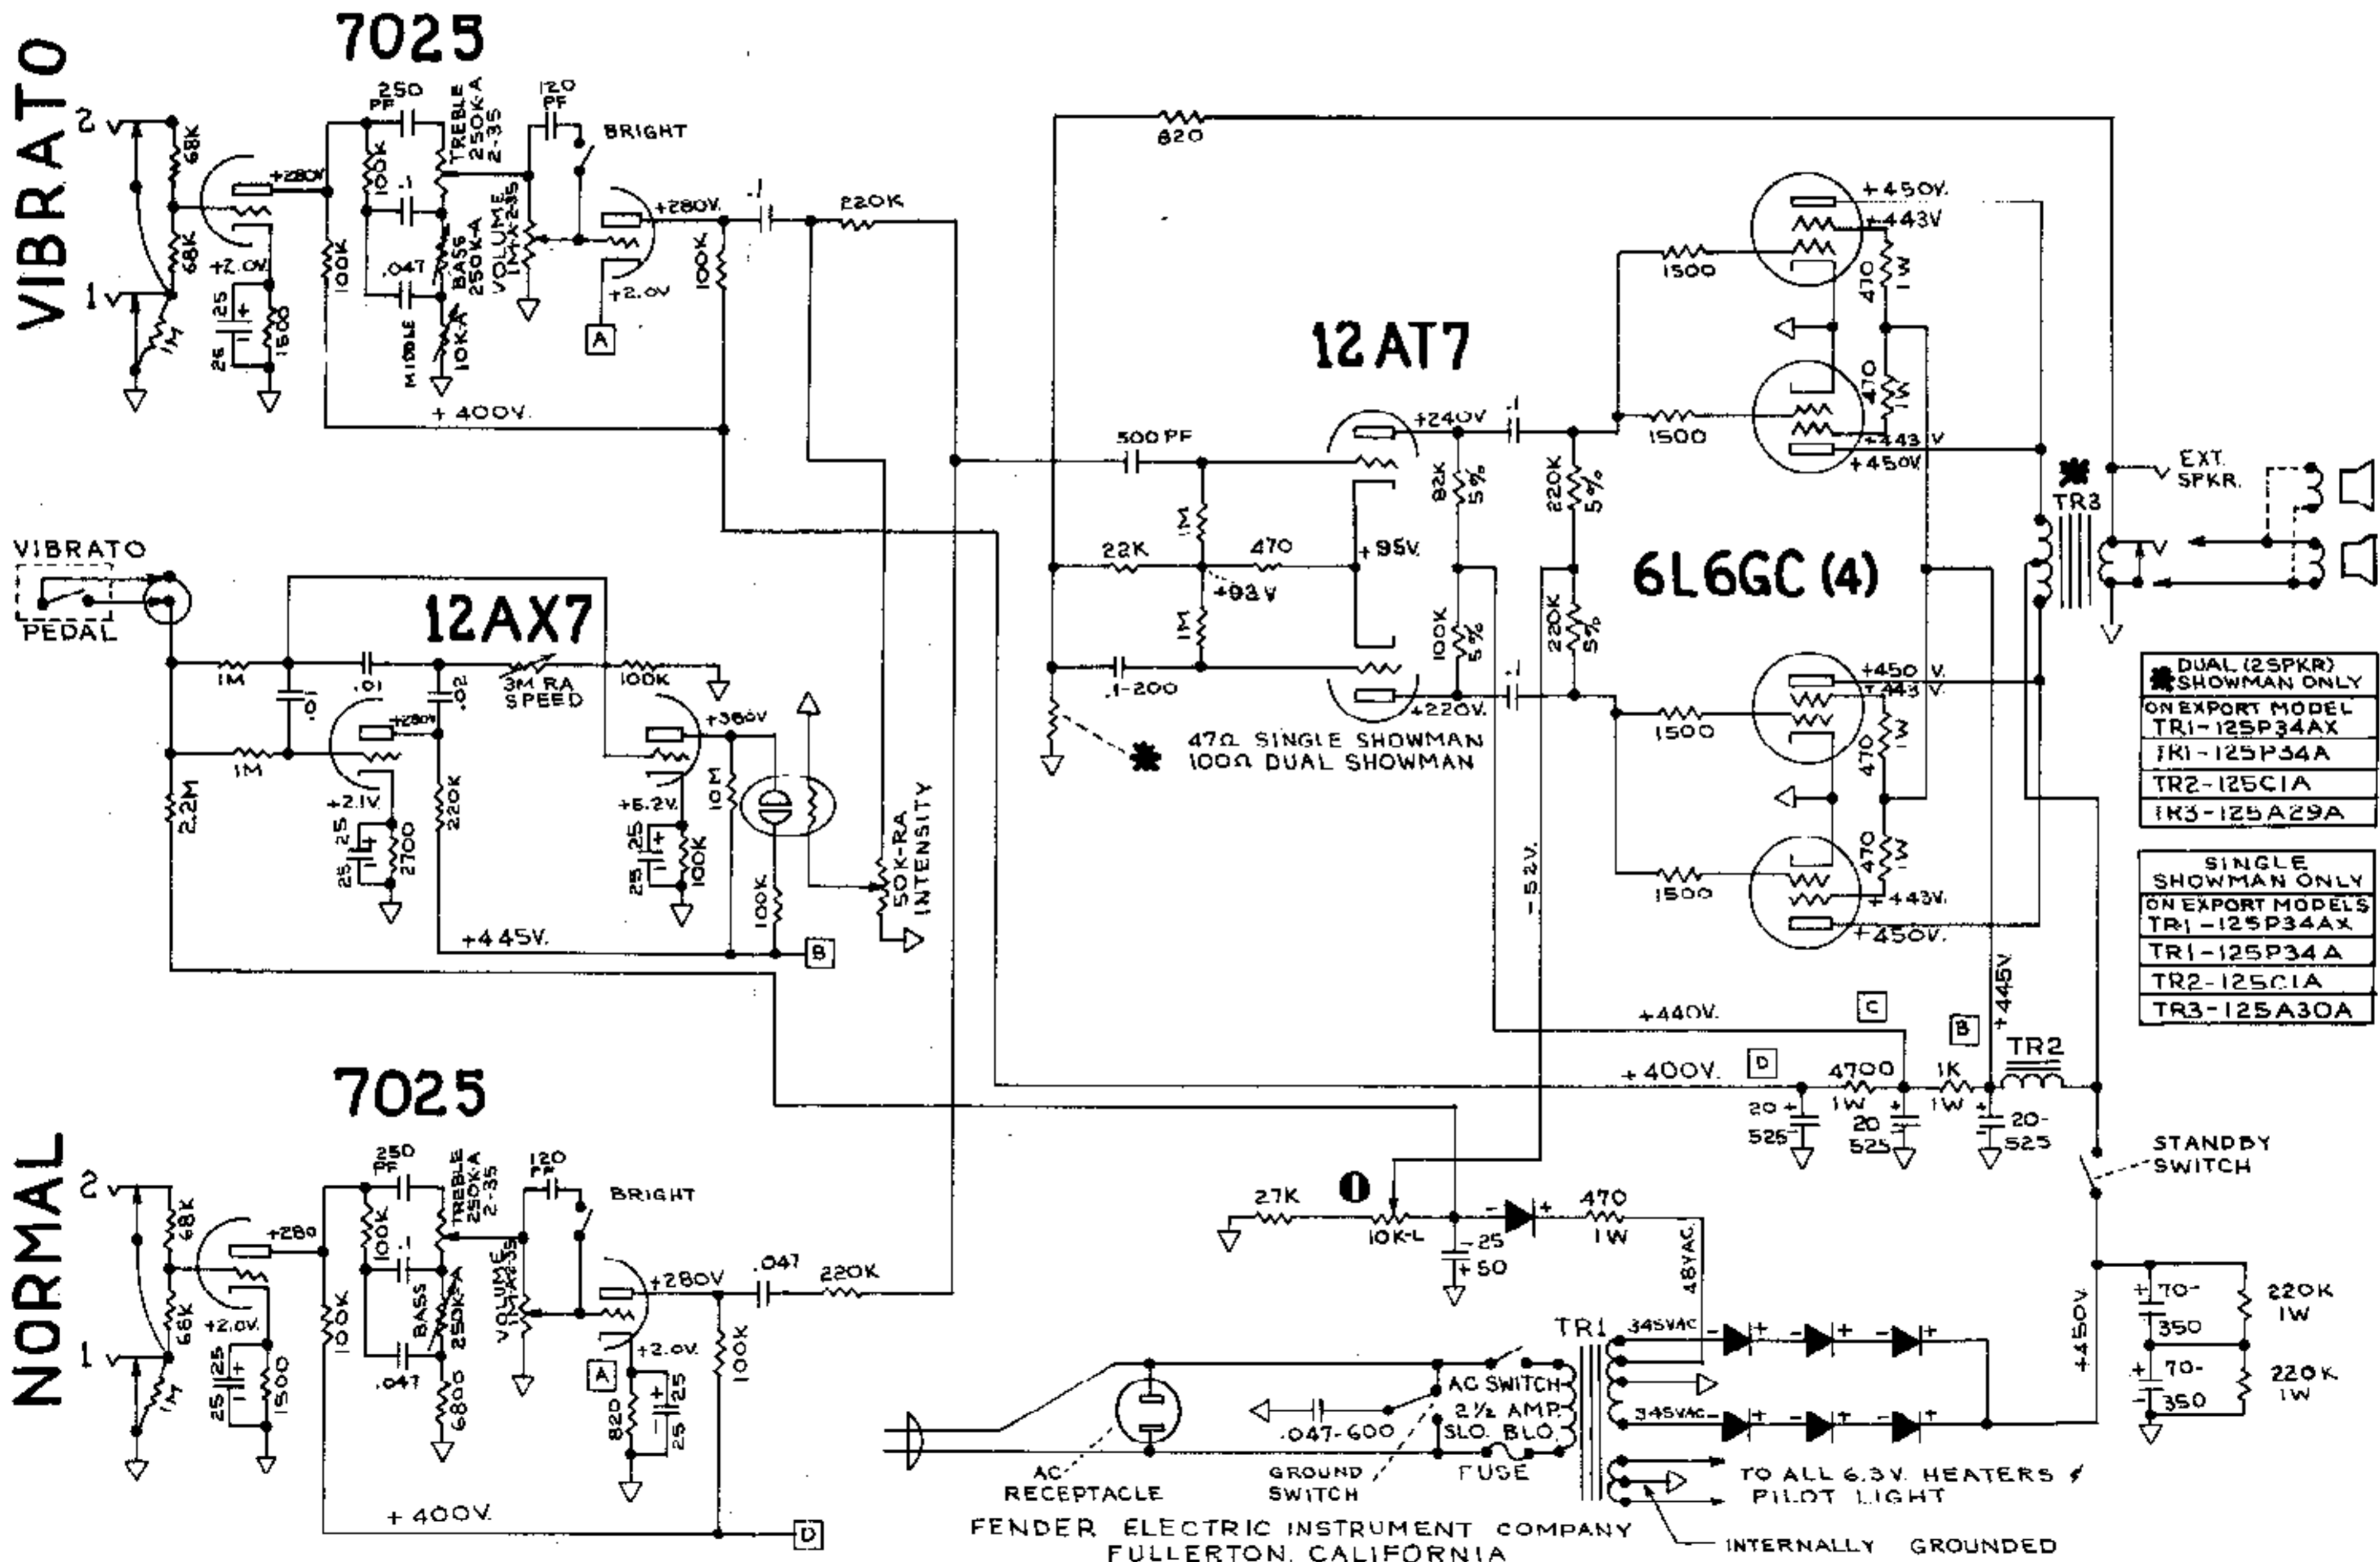 VIBRATO
7025
2
68K
68K
1
1M
+280V
+2.0V.
25 25
1500
100K
250
PF
100K
.1
.047
MIDDLE
10K-A
TREBLE
250K-A
2-35
BASS
250K-A
VOLUME
1M-A 2-35
120
PF
BRIGHT
+280V.
+2.0V
A
100K
.1
220K
+ 400V.
VIBRATO
PEDAL
12AX7
1M
.01
.01
.02
3M RA
SPEED
100K
1M
2.2M
+280V
+2.1V.
25 25
2700
220K
+380V
25 25
100K
10M
100K
50K-RA
INTENSITY
+445V.
B
NORMAL
7025
2
68K
68K
1
1M
+280
+2.0V.
25 25
1500
100K
250
100K
.1
.047
TREBLE
250K-A
2-35
BASS
250K-A
6800
VOLUME
1M-A 2-35
120
BRIGHT
+280V
+2.0V.
A
820
25 25
100K
.047
220K
+ 400V.
D
820
12AT7
500 PF
1M
22K
470
+93V
+95V.
1M
.1-200
+240V
.1
82K
5%
220K
5%
100K
5%
220K
5%
.1
+220V.
47Ω SINGLE SHOWMAN
100Ω DUAL SHOWMAN
-52V.
1500
1500
1500
1500
+450V.
+443V
470
1W
470
1W
+443 V
+450V.
6L6GC (4)
+450 V.
+443 V.
470
1W
470
1W
+443V.
+450V.
EXT.
SPKR.
TR3
DUAL (2SPKR)
SHOWMAN ONLY
ON EXPORT MODEL
TR1-125P34AX
TR1-125P34A
TR2-125C1A
TR3-125A29A
SINGLE
SHOWMAN ONLY
ON EXPORT MODELS
TR1-125P34AX
TR1-125P34A
TR2-125C1A
TR3-125A30A
+440V.
C
B
+445V.
TR2
+400V.
D
4700
1W
1K
1W
20
525
20
525
20-
525
STANDBY
SWITCH
27K
1
10K-L
-25
+50
470
1W
48VAC
TR1
345VAC
345VAC
+450V.
70-
350
70-
350
220K
1W
220K
1W
AC SWITCH
2½ AMP.
SLO. BLO.
FUSE
.047-600
GROUND
SWITCH
AC
RECEPTACLE
TO ALL 6.3V. HEATERS &
PILOT LIGHT
INTERNALLY GROUNDED
FENDER ELECTRIC INSTRUMENT COMPANY
FULLERTON, CALIFORNIA